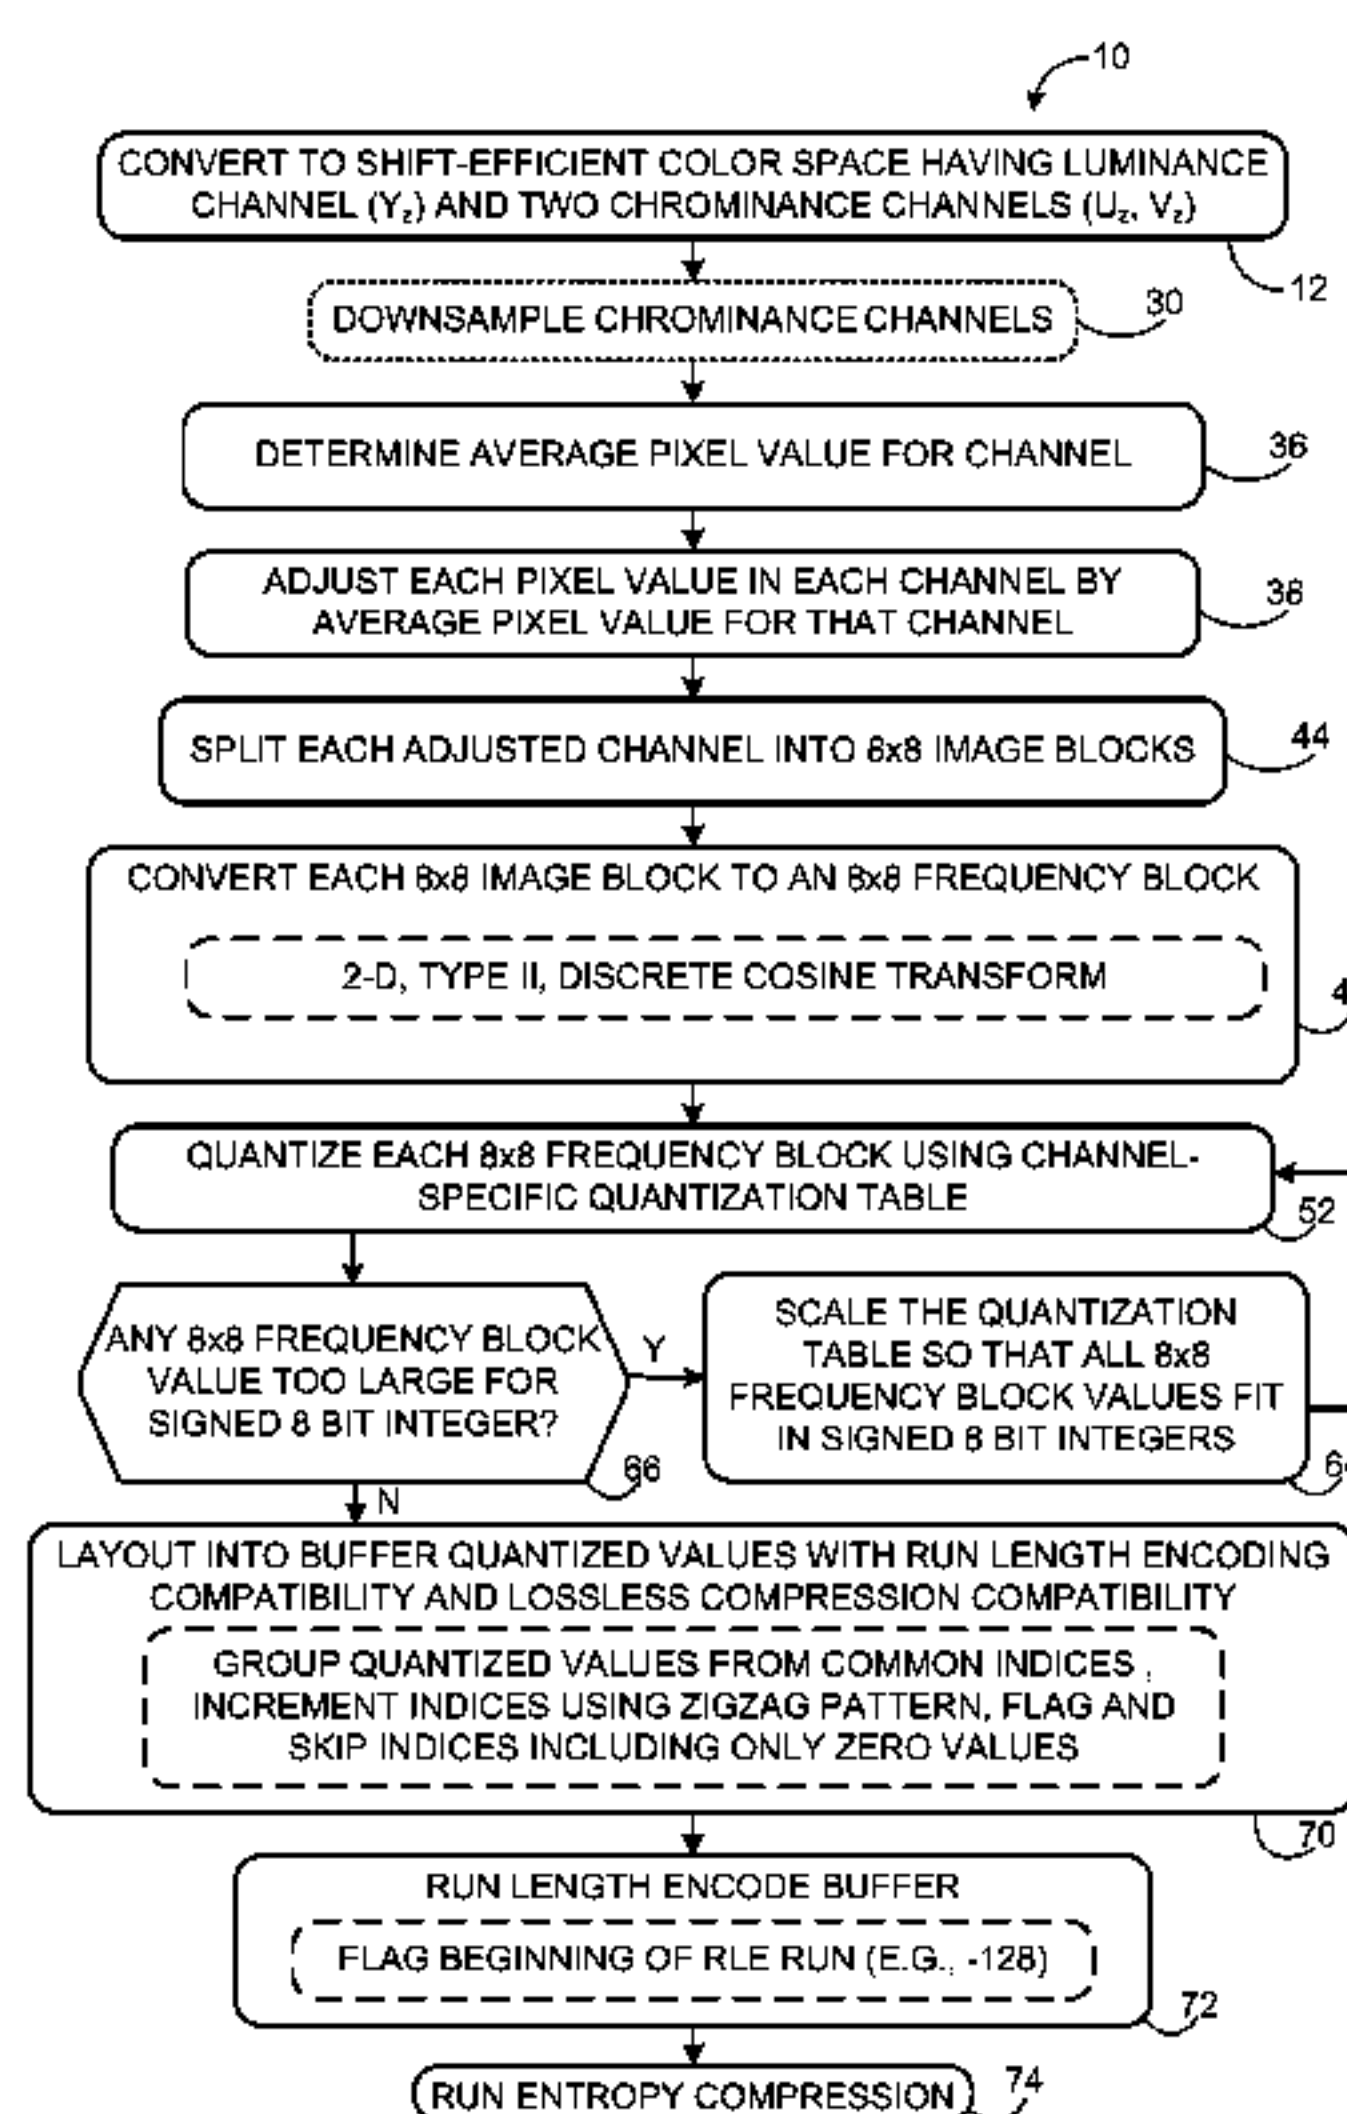 10
CONVERT TO SHIFT-EFFICIENT COLOR SPACE HAVING LUMINANCE
CHANNEL (Yz) AND TWO CHROMINANCE CHANNELS (Uz, Vz)
12
DOWNSAMPLE CHROMINANCE CHANNELS
30
DETERMINE AVERAGE PIXEL VALUE FOR CHANNEL
36
ADJUST EACH PIXEL VALUE IN EACH CHANNEL BY
AVERAGE PIXEL VALUE FOR THAT CHANNEL
38
SPLIT EACH ADJUSTED CHANNEL INTO 8x8 IMAGE BLOCKS
44
CONVERT EACH 8x8 IMAGE BLOCK TO AN 8x8 FREQUENCY BLOCK
2-D, TYPE II, DISCRETE COSINE TRANSFORM
QUANTIZE EACH 8x8 FREQUENCY BLOCK USING CHANNEL-
SPECIFIC QUANTIZATION TABLE
52
ANY 8x8 FREQUENCY BLOCK
VALUE TOO LARGE FOR
SIGNED 8 BIT INTEGER?
66
Y
SCALE THE QUANTIZATION
TABLE SO THAT ALL 8x8
FREQUENCY BLOCK VALUES FIT
IN SIGNED 8 BIT INTEGERS
N
LAYOUT INTO BUFFER QUANTIZED VALUES WITH RUN LENGTH ENCODING
COMPATIBILITY AND LOSSLESS COMPRESSION COMPATIBILITY
GROUP QUANTIZED VALUES FROM COMMON INDICES ,
INCREMENT INDICES USING ZIGZAG PATTERN, FLAG AND
SKIP INDICES INCLUDING ONLY ZERO VALUES
70
RUN LENGTH ENCODE BUFFER
FLAG BEGINNING OF RLE RUN (E.G., -128)
72
RUN ENTROPY COMPRESSION
74